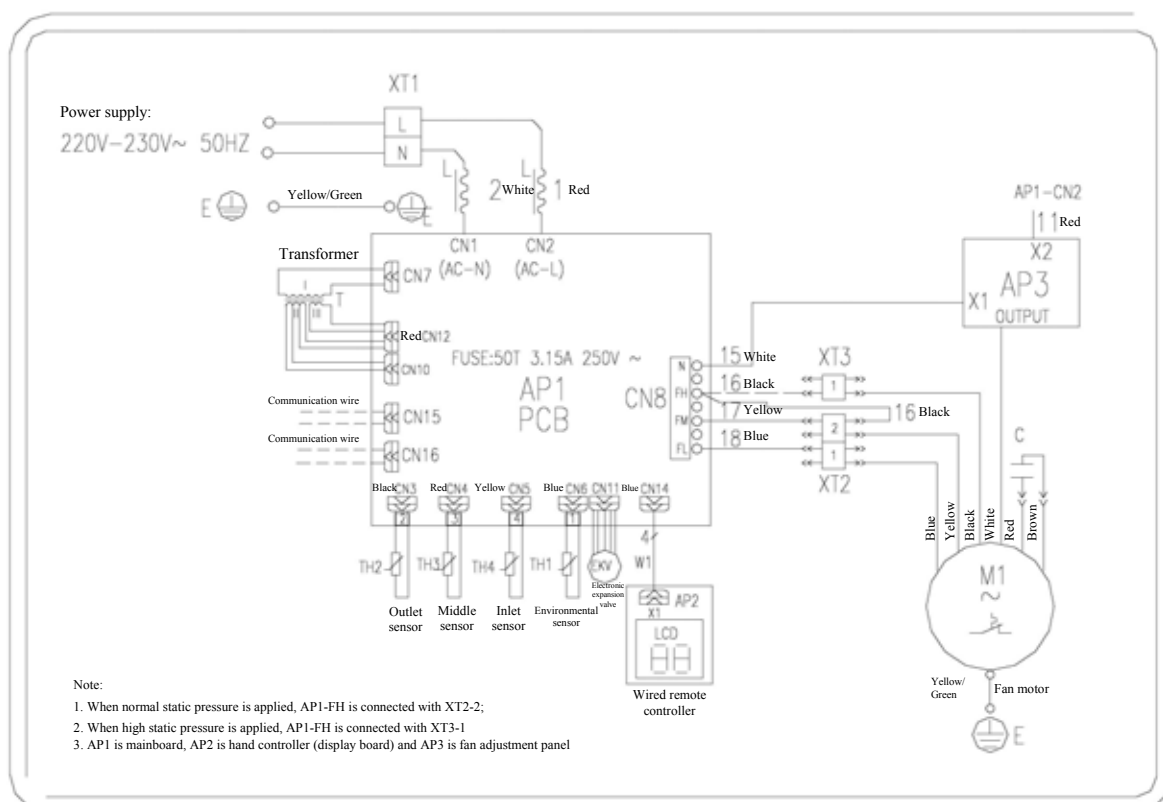 XT1
Power supply:
220V-230V~ 50HZ
L
N
L
2 White
L
1 Red
Yellow/Green
E
E
AP1-CN2
11 Red
X2
AP3
X1
OUTPUT
Transformer
I
T
II
III
CN7
CN1
(AC-N)
CN2
(AC-L)
Red CN12
CN10
FUSE:50T 3.15A 250V ~
AP1
PCB
CN8
N
FH
FM
FL
15 White
16 Black
17 Yellow
16 Black
18 Blue
XT3
1
2
1
XT2
C
Communication wire
CN15
Communication wire
CN16
Black CN3
Red CN4
Yellow CN5
Blue CN6
CN11
Blue CN14
2
3
4
1
4
W1
TH2
TH3
TH4
TH1
EKV
Electronic
expansion
valve
Outlet
sensor
Middle
sensor
Inlet
sensor
Environmental
sensor
AP2
X1
LCD
88
Wired remote
controller
Blue
Yellow
Black
White
Red
Brown
M1
~
Yellow/
Green
Fan motor
E
Note:
1. When normal static pressure is applied, AP1-FH is connected with XT2-2;
2. When high static pressure is applied, AP1-FH is connected with XT3-1
3. AP1 is mainboard, AP2 is hand controller (display board) and AP3 is fan adjustment panel